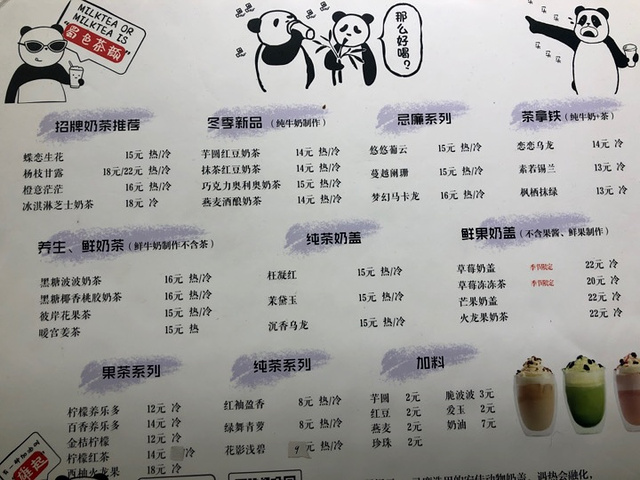 MILKTEA OR
MILKTEA IS
"冒色茶颜"
那么好喝?
招牌奶茶推荐
蝶恋生花 15元 热/冷
杨枝甘露 18元/22元 热/冷
橙意茫茫 16元 热/冷
冰淇淋芝士奶茶 18元 冷
冬季新品(纯牛奶制作)
芋圆红豆奶茶 14元 热/冷
抹茶红豆奶茶 14元 热/冷
巧克力奥利奥奶茶 15元 热/冷
燕麦酒酿奶茶 14元 热/冷
忌廉系列
悠悠葡云 15元 热/冷
蔓越阑珊 15元 热/冷
梦幻马卡龙 16元 热/冷
茶拿铁(纯牛奶+茶)
恋恋乌龙 14元 冷
素若锡兰 13元 冷
枫栖抹绿 13元 冷
养生、鲜奶茶(鲜牛奶制作不含茶)
黑糖波波奶茶 16元 热/冷
黑糖椰香桃胶奶茶 16元 热/冷
彼岸花果茶 15元 热/冷
暖宫姜茶 15元 热
纯茶奶盖
枉凝红 15元 热/冷
茉黛玉 15元 热/冷
沉香乌龙 15元 热/冷
鲜果奶盖(不含果酱、鲜果制作)
草莓奶盖 季节限定 22元 冷
草莓冻冻茶 季节限定 20元 冷
芒果奶盖 22元 冷
火龙果奶茶 22元 冷
果茶系列
柠檬养乐多 12元 冷
百香养乐多 14元 冷
金桔柠檬 12元 冷
柠檬红茶 14元 冷
西柚火龙果 18元 冷
纯茶系列
红袖盈香 8元 热/冷
绿舞青萝 8元 热/冷
花影浅碧 9元 热/冷
加料
芋圆 2元 脆波波 3元
红豆 2元 爱玉 2元
燕麦 2元 奶油 7元
珍珠 2元